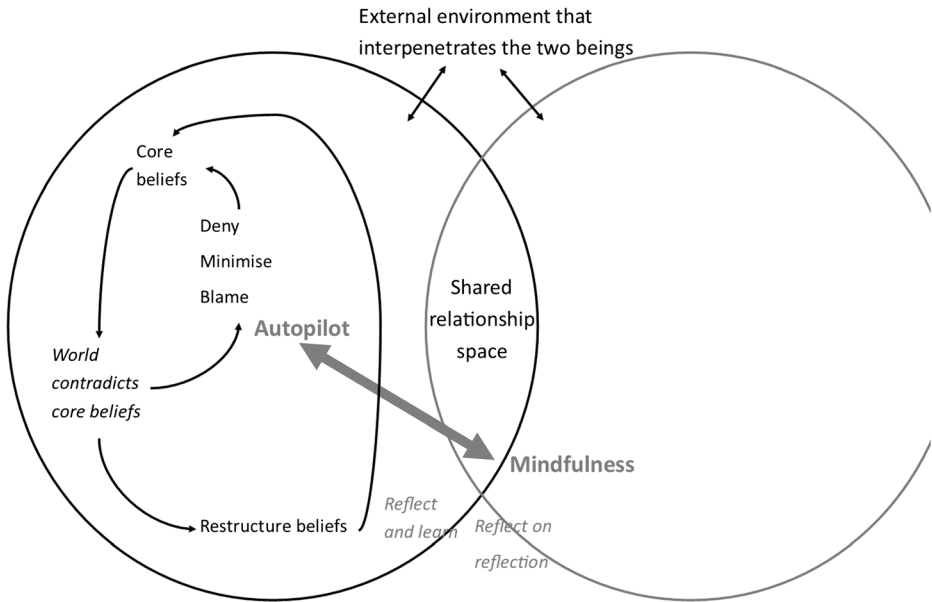 External environment that
interpenetrates the two beings
Core
beliefs
Deny
Minimise
Blame
Autopilot
World
contradicts
core beliefs
Shared
relationship
space
Mindfulness
Restructure beliefs
Reflect
and learn
Reflect on
reflection